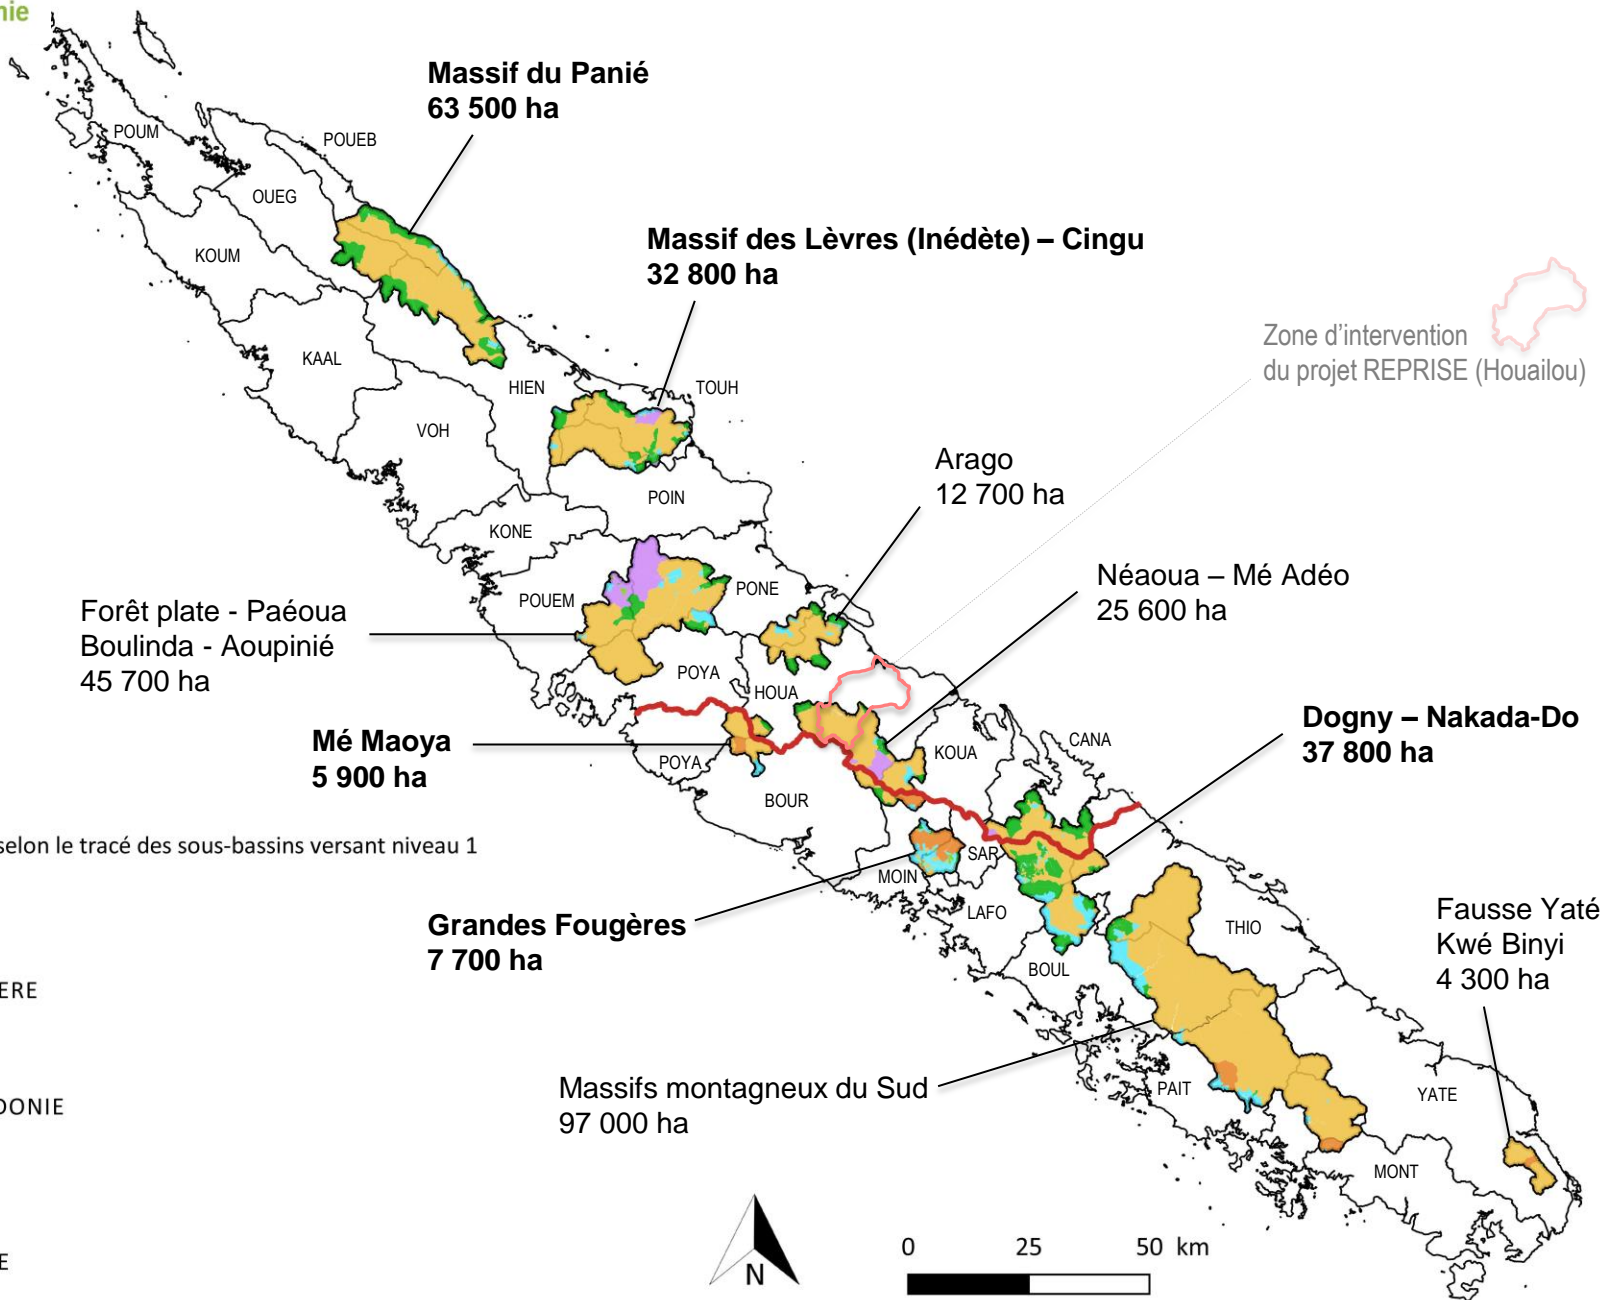 nie
Massif du Panié
63 500 ha
POUM
POUEB
OUEG
KOUM
Massif des Lèvres (Inédète) – Cingu
32 800 ha
Zone d'intervention
du projet REPRISE (Houailou)
KAAL
HIEN
TOUH
VOH
Arago
12 700 ha
POIN
KONE
Néaoua – Mé Adéo
25 600 ha
POUEM
PONE
Forêt plate - Paéoua
Boulinda - Aoupinié
45 700 ha
POYA
HOUA
Dogny – Nakada-Do
37 800 ha
Mé Maoya
5 900 ha
KOUA
CANA
POYA
BOUR
selon le tracé des sous-bassins versant niveau 1
SAR
MOIN
LAFO
Grandes Fougères
7 700 ha
THIO
Fausse Yaté
Kwé Binyi
4 300 ha
BOUL
ERE
Massifs montagneux du Sud
97 000 ha
PAIT
YATE
DONIE
MONT
N
0 25 50 km
E